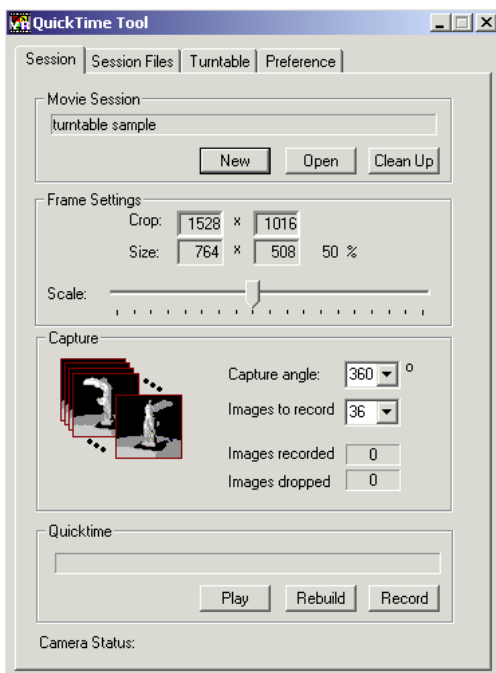 VR QuickTime Tool
Session Session Files Turntable Preference
Movie Session
turntable sample
New Open Clean Up
Frame Settings
Crop: 1528 x 1016
Size: 764 x 508 50 %
Scale:
Capture
Capture angle: 360 o
Images to record 36
Images recorded 0
Images dropped 0
Quicktime
Play Rebuild Record
Camera Status: